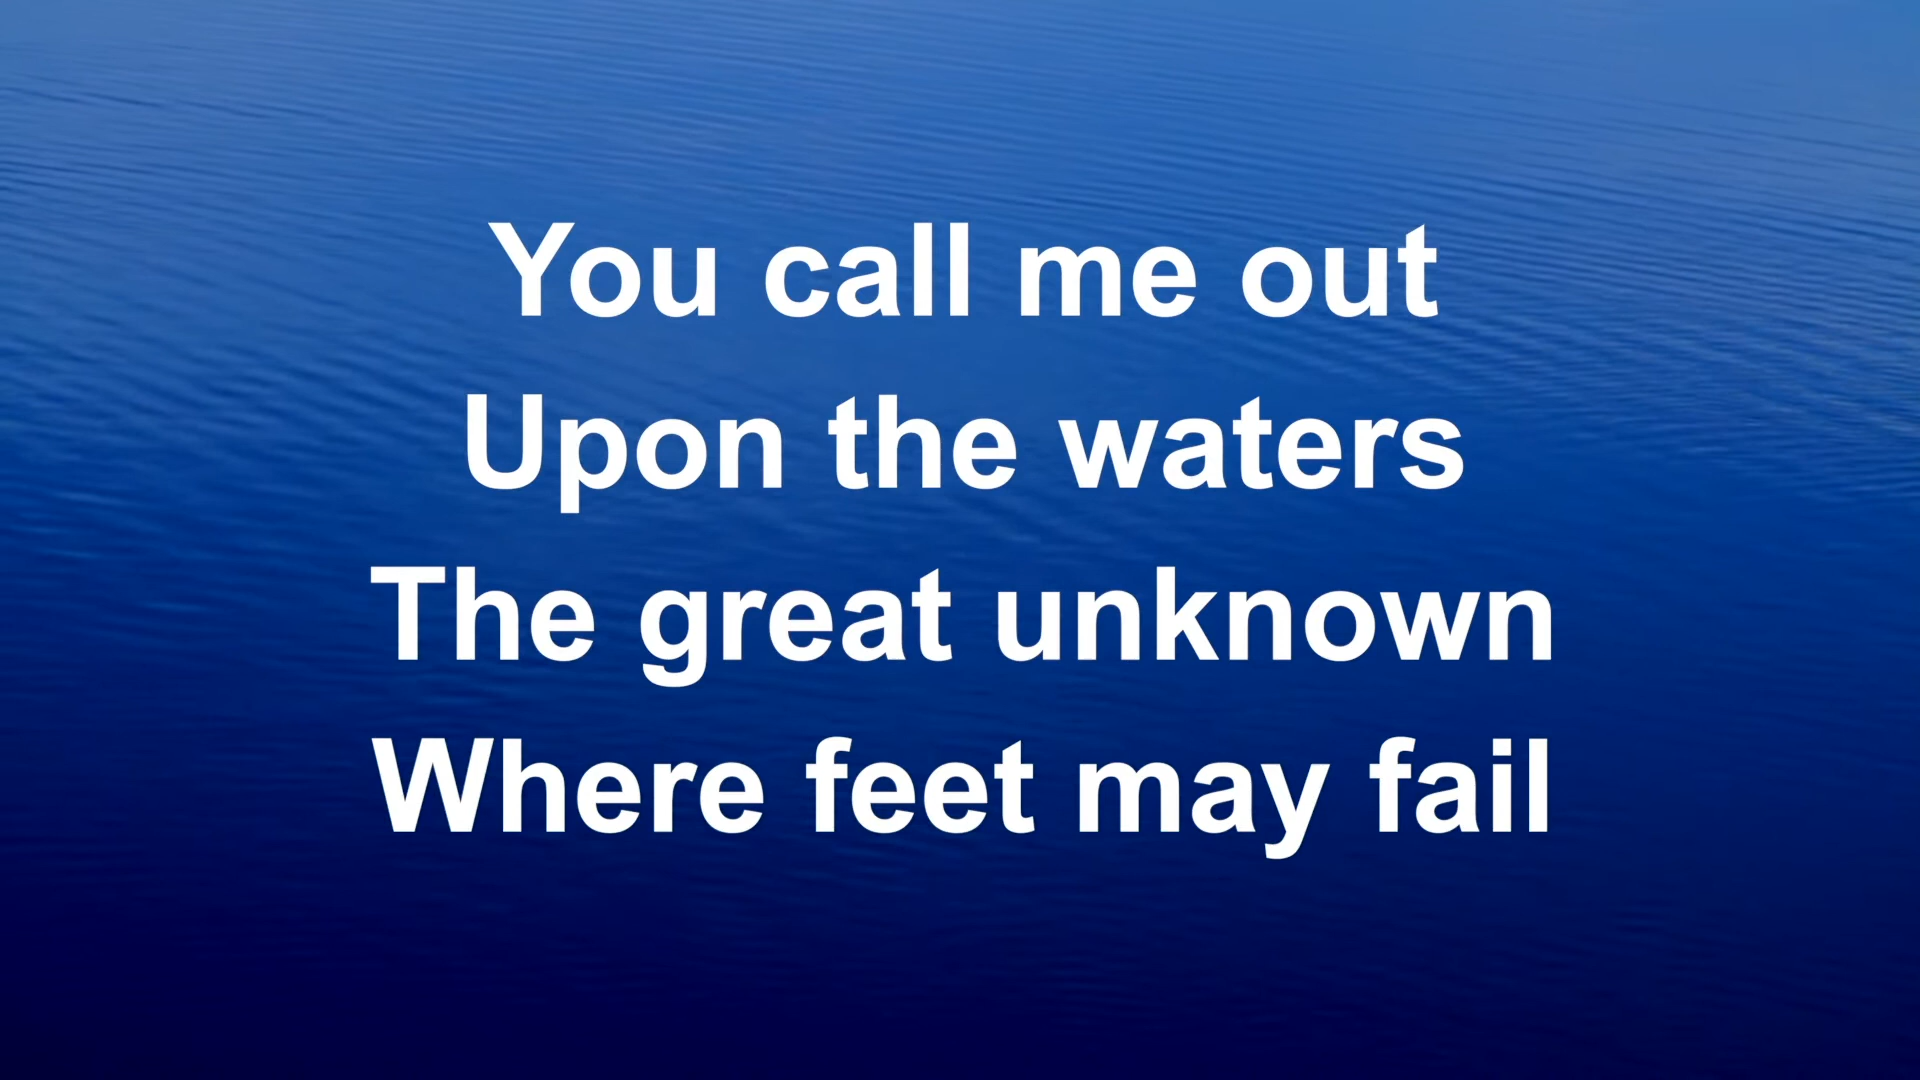 You call me out
Upon the waters
The great unknown
Where feet may fail